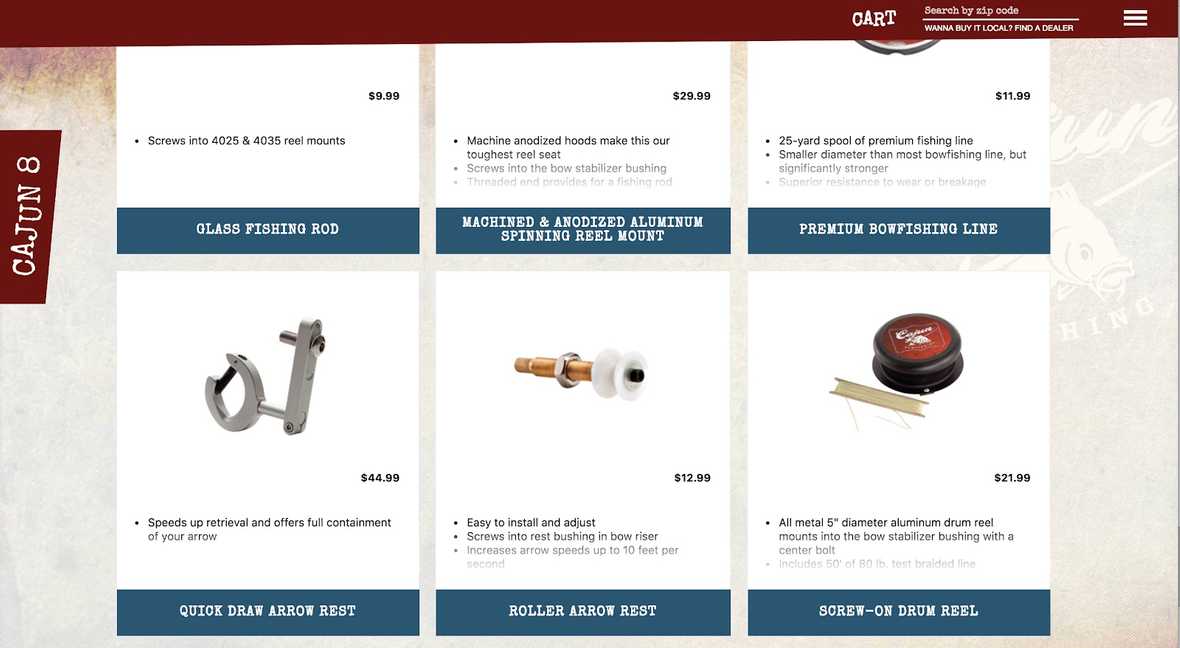 CART
Search by zip code
WANNA BUY IT LOCAL? FIND A DEALER
CAJUN 8
$9.99
• Screws into 4025 & 4035 reel mounts
GLASS FISHING ROD
$29.99
• Machine anodized hoods make this our
toughest reel seat
• Screws into the bow stabilizer bushing
• Threaded end provides for a fishing rod
MACHINED & ANODIZED ALUMINUM
SPINNING REEL MOUNT
$11.99
• 25-yard spool of premium fishing line
• Smaller diameter than most bowfishing line, but
significantly stronger
• Superior resistance to wear or breakage
PREMIUM BOWFISHING LINE
$44.99
• Speeds up retrieval and offers full containment
of your arrow
QUICK DRAW ARROW REST
$12.99
• Easy to install and adjust
• Screws into rest bushing in bow riser
• Increases arrow speeds up to 10 feet per
second
ROLLER ARROW REST
Cajun
$21.99
• All metal 5" diameter aluminum drum reel
mounts into the bow stabilizer bushing with a
center bolt
• Includes 50' of 80 lb. test braided line
SCREW-ON DRUM REEL